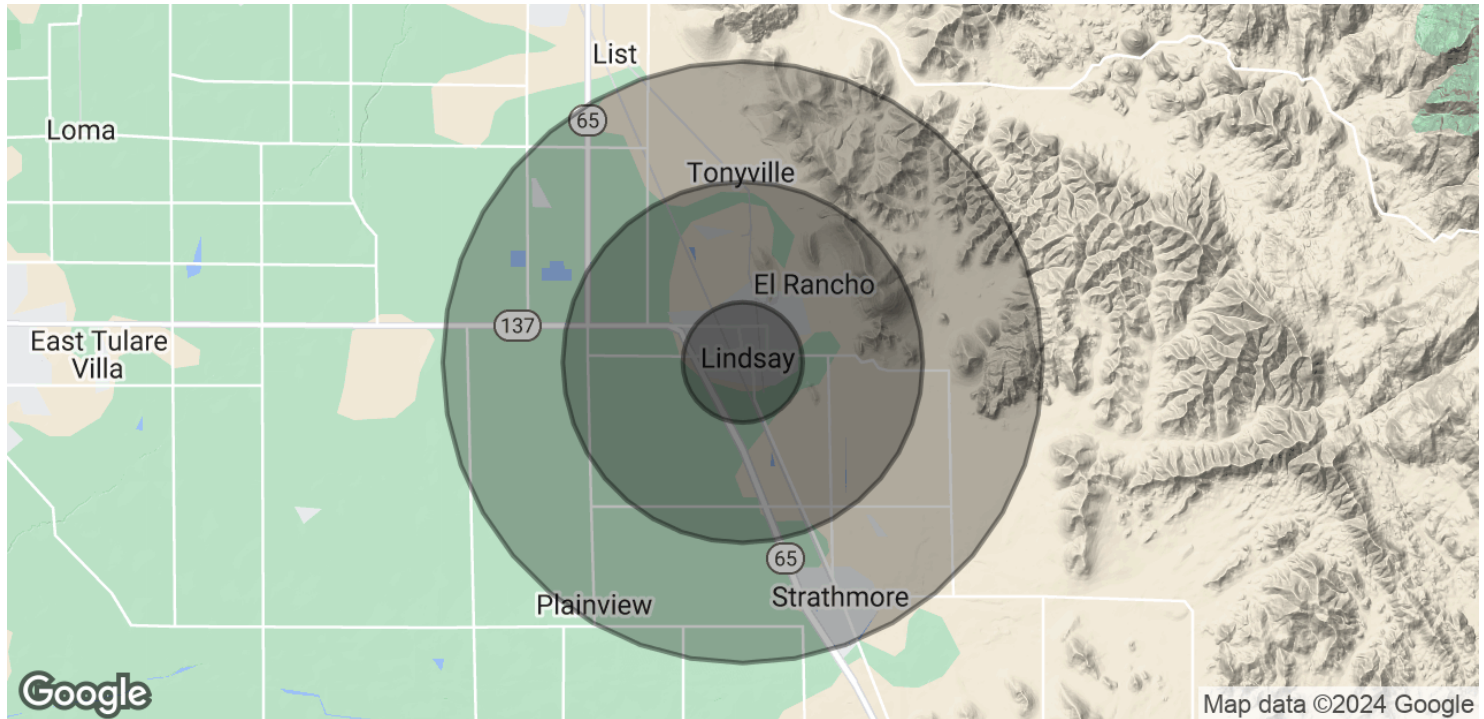 List
65
Loma
Tonyville
El Rancho
137
East Tulare
Villa
Lindsay
65
Plainview
Strathmore
Google
Map data ©2024 Google